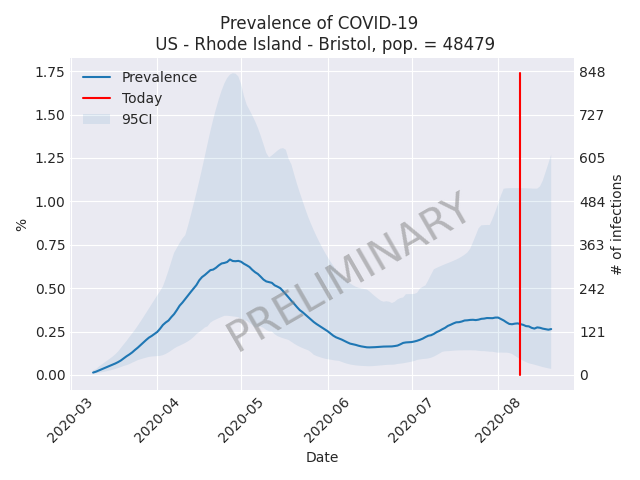 Prevalence of COVID-19
US - Rhode Island - Bristol, pop. = 48479
Prevalence
Today
95CI
1.75
1.50
1.25
1.00
0.75
0.50
0.25
0.00
%
848
727
605
484
363
242
121
0
# of infections
PRELIMINARY
2020-03
2020-04
2020-05
2020-06
2020-07
2020-08
Date